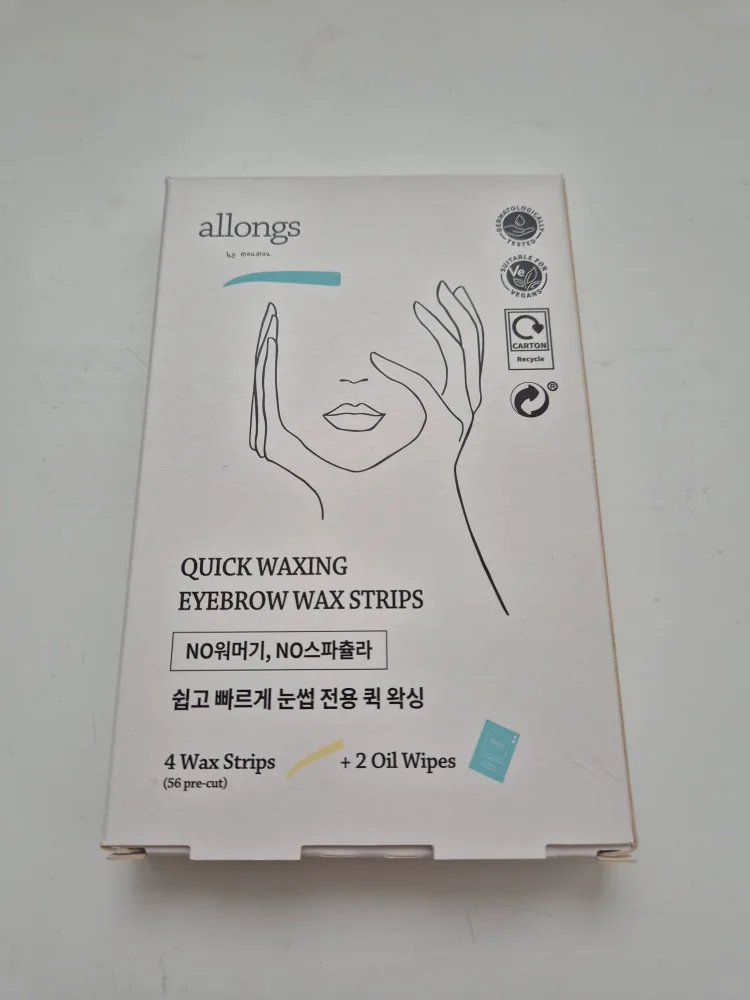 allongs
by moumou
DERMATOLOGICALLY
TESTED
SUITABLE FOR
Ve
VEGANS
CARTON
Recycle
®
QUICK WAXING
EYEBROW WAX STRIPS
NO워머기, NO스파츌라
쉽고 빠르게 눈썹 전용 퀵 왁싱
4 Wax Strips + 2 Oil Wipes
(56 pre-cut)